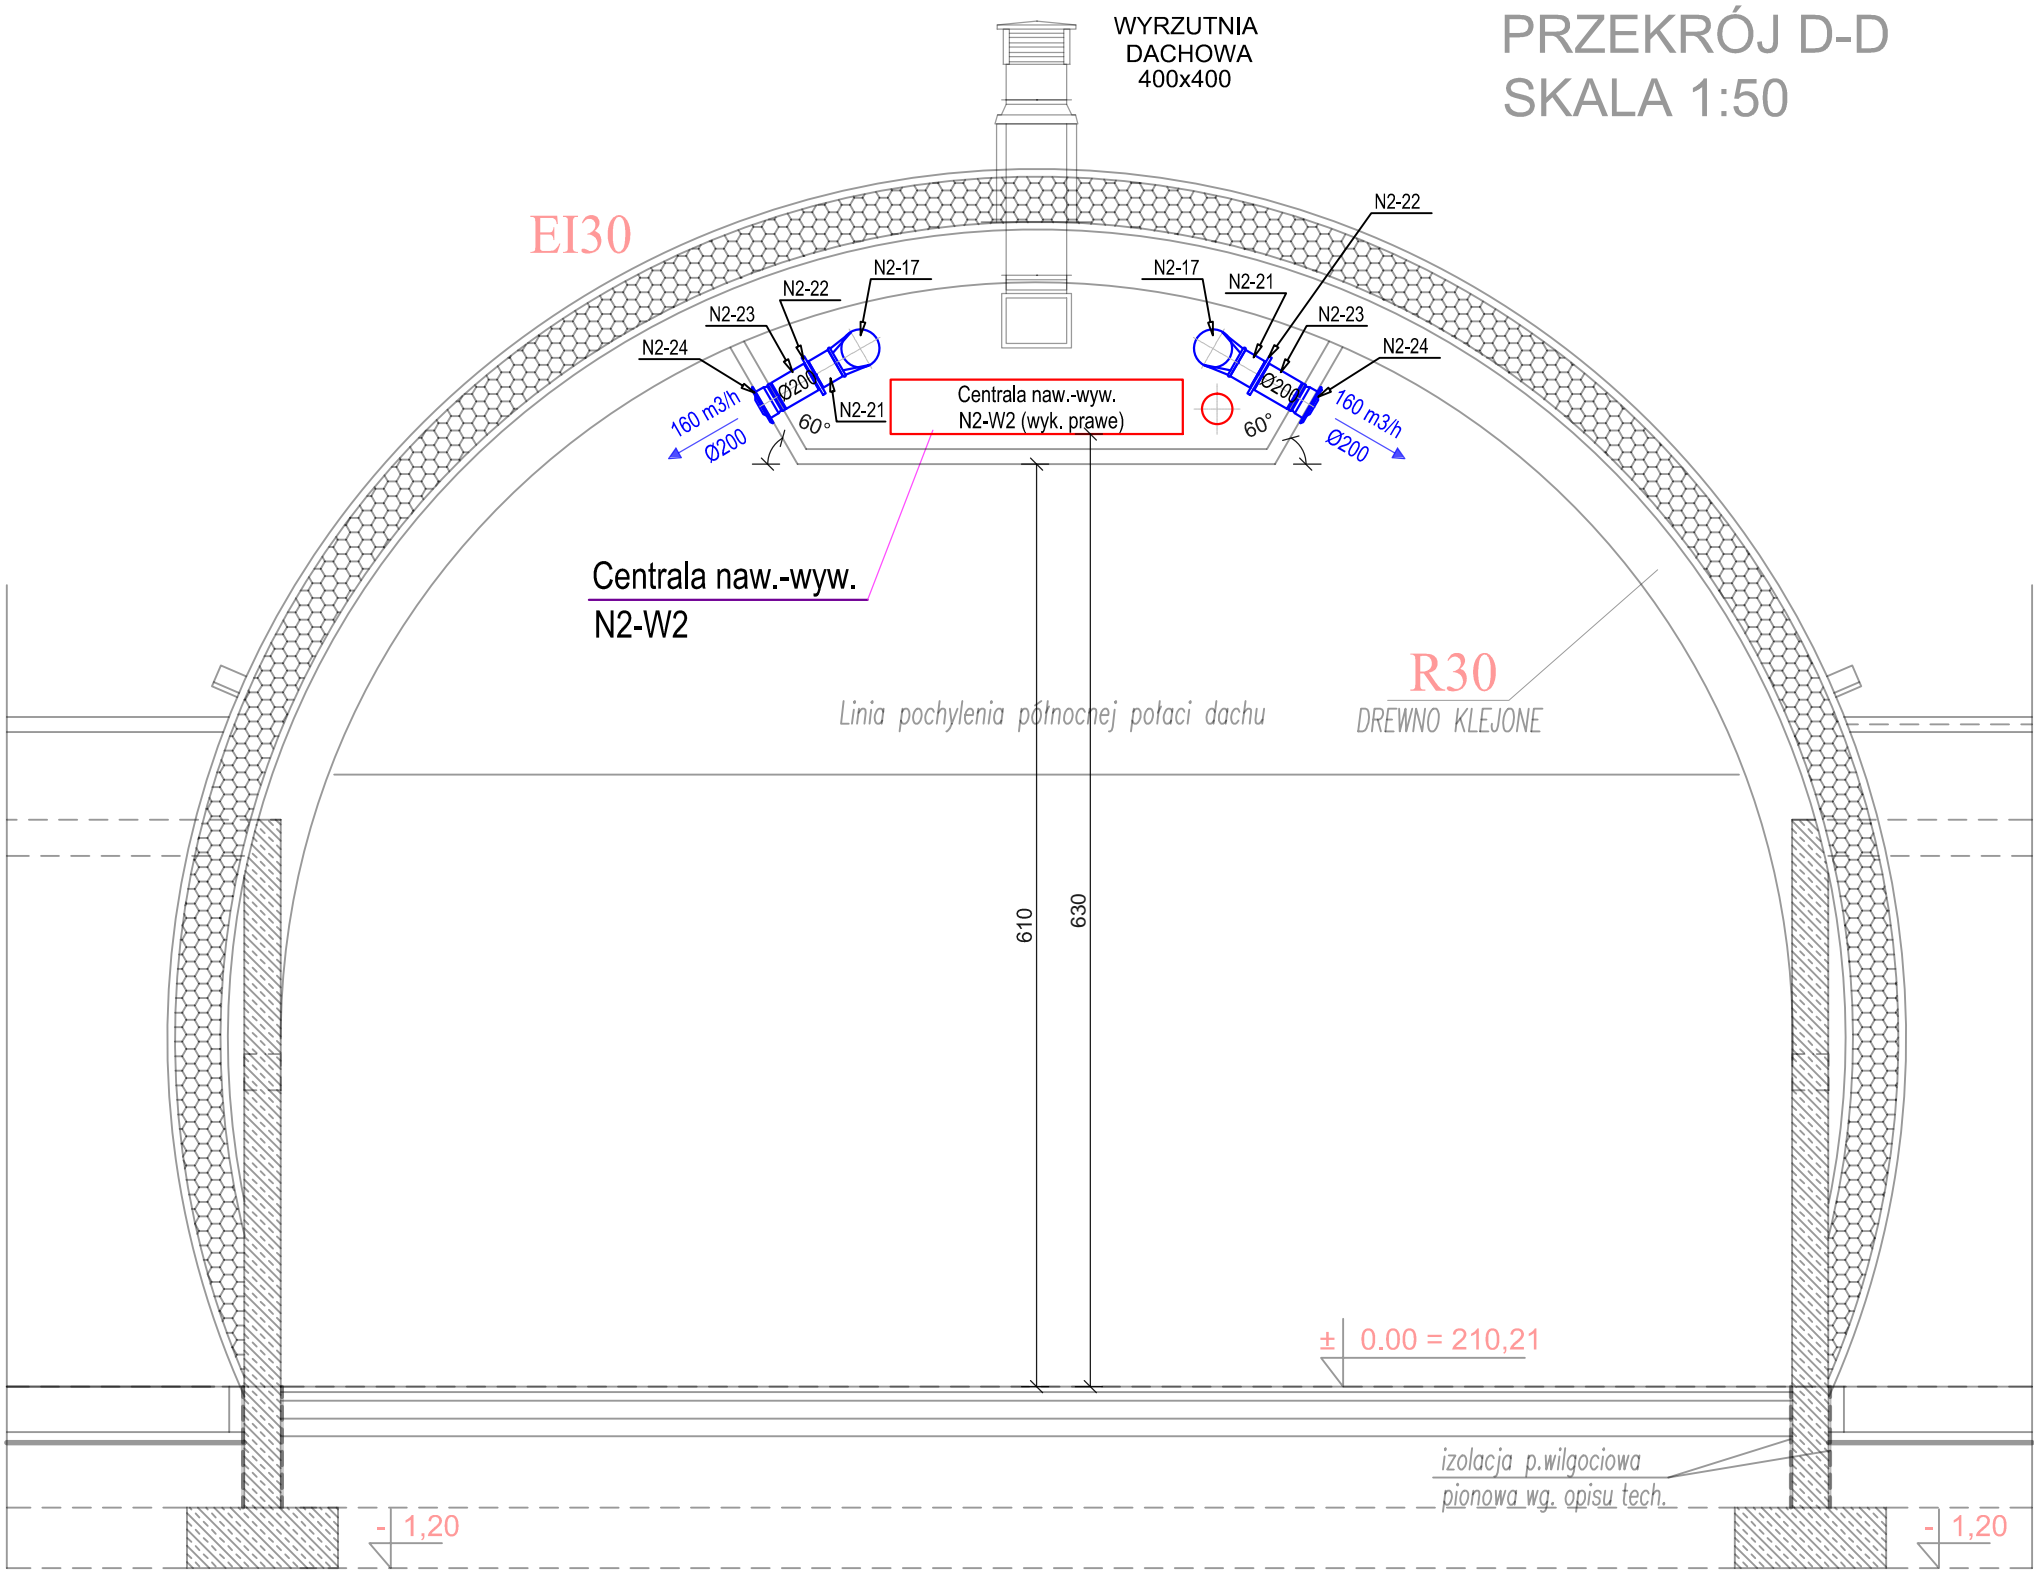 WYRZUTNIA
DACHOWA
400x400
PRZEKRÓJ D-D
SKALA 1:50
EI30
N2-22
N2-17
N2-17
N2-21
N2-22
N2-23
N2-23
N2-24
N2-24
Ø200
N2-21
Ø200
160 m3/h
Ø200
60°
Centrala naw.-wyw.
N2-W2 (wyk. prawe)
60°
160 m3/h
Ø200
Centrala naw.-wyw.
N2-W2
R30
DREWNO KLEJONE
Linia pochylenia północnej połaci dachu
610
630
± 0.00 = 210,21
izolacja p.wilgociowa
pionowa wg. opisu tech.
- 1,20
- 1,20